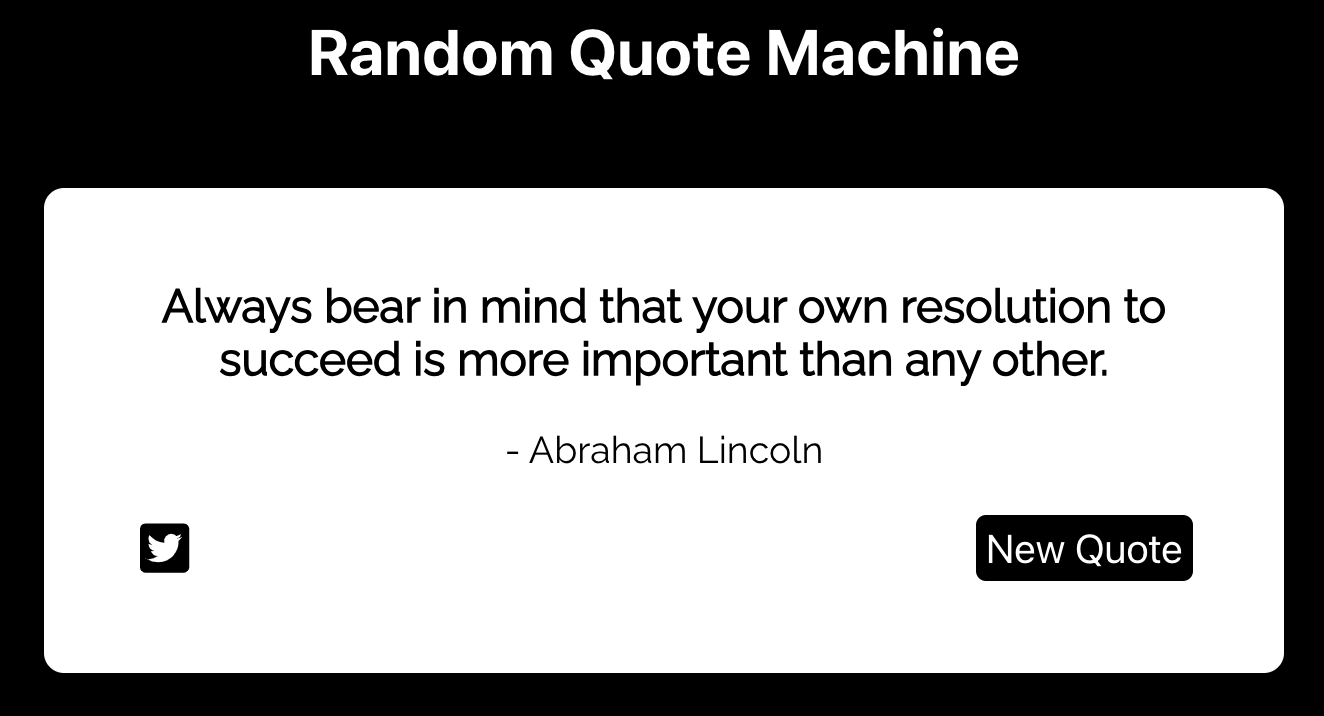 Random Quote Machine
Always bear in mind that your own resolution to
succeed is more important than any other.
- Abraham Lincoln
New Quote